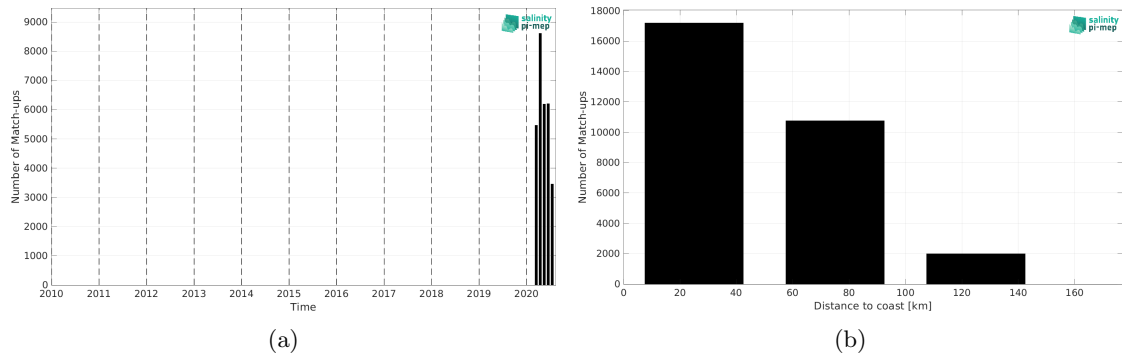 9000
8000
7000
6000
5000
4000
3000
2000
1000
0
Number of Match-ups
2010 2011 2012 2013 2014 2015 2016 2017 2018 2019 2020
Time
salinity
pi-mep
(a)
18000
16000
14000
12000
10000
8000
6000
4000
2000
0
Number of Match-ups
0 20 40 60 80 100 120 140 160
Distance to coast [km]
salinity
pi-mep
(b)